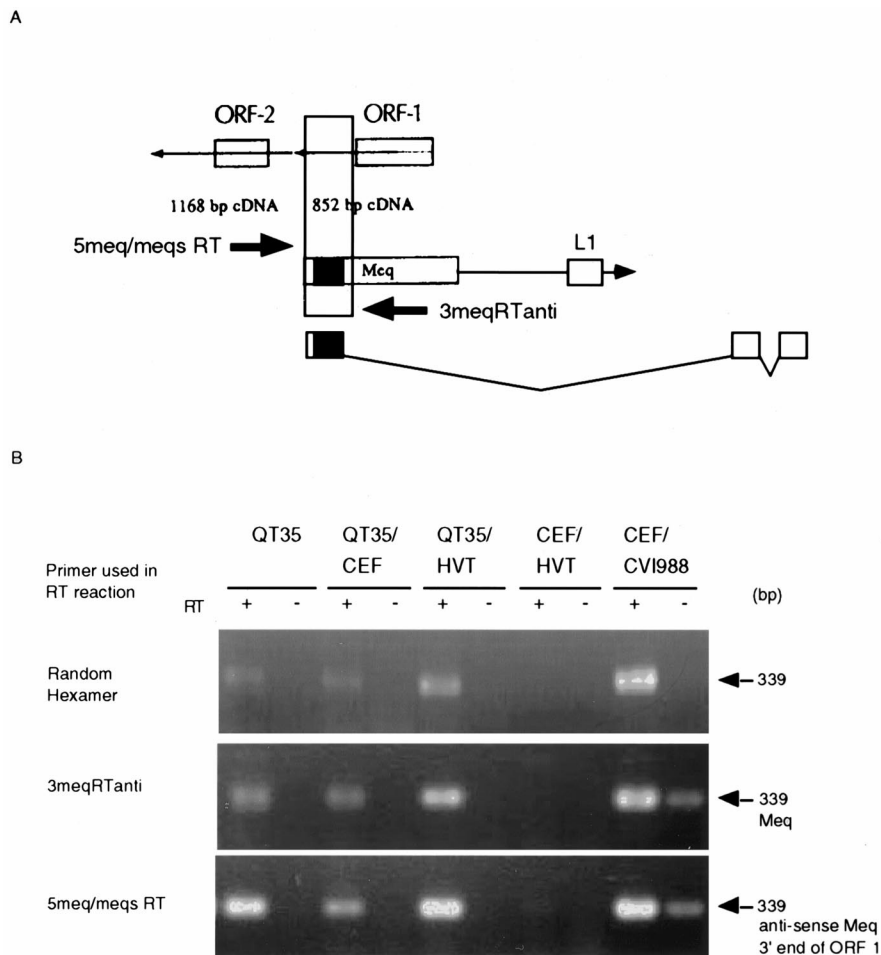 A
ORF-2
ORF-1
1168 bp cDNA
852 bp cDNA
5meq/meqs RT
Meq
L1
3meqRTanti
B
Primer used in
RT reaction
QT35
QT35/
CEF
QT35/
HVT
CEF/
HVT
CEF/
CVI988
(bp)
RT + - + - + - + - + -
Random
Hexamer
339
3meqRTanti
339
Meq
5meq/meqs RT
339
anti-sense Meq
3' end of ORF 1